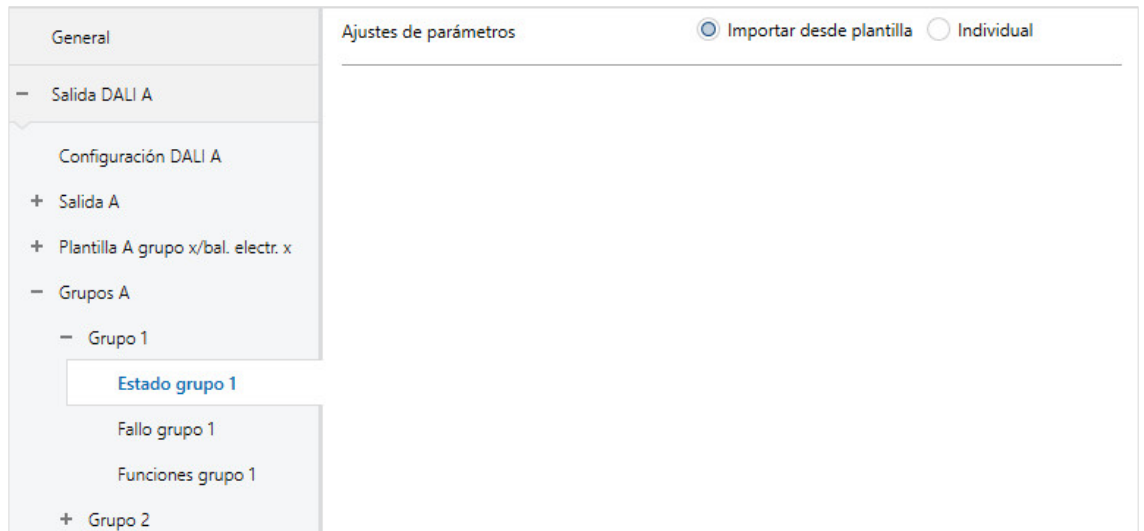 General
Ajustes de parámetros
Importar desde plantilla
Individual
Salida DALI A
Configuración DALI A
Salida A
Plantilla A grupo x/bal. electr. x
Grupos A
Grupo 1
Estado grupo 1
Fallo grupo 1
Funciones grupo 1
Grupo 2